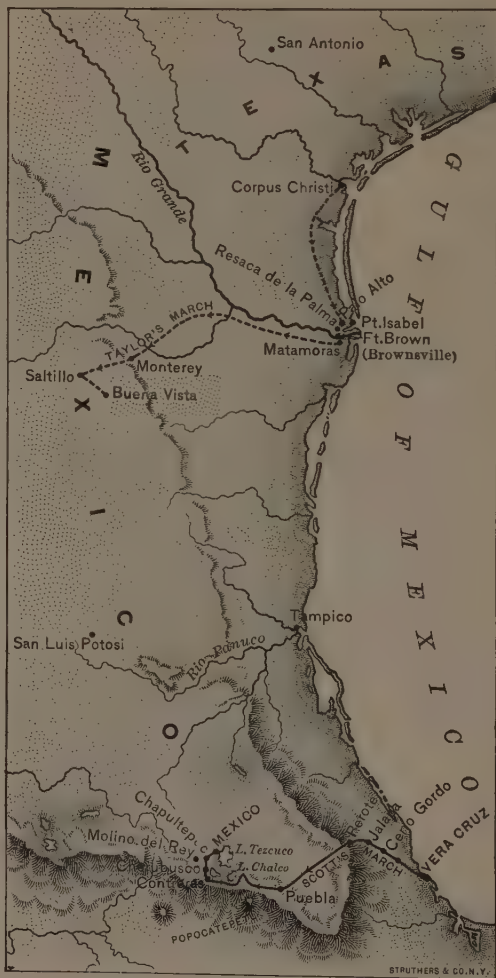 San Antonio
TEXAS
GULF OF MEXICO
MEXICO
Rio Grande
Corpus Christi
Resaca de la Palma
Palo Alto
Pt. Isabel
Ft. Brown
(Brownsville)
Matamoras
TAYLOR'S MARCH
Monterey
Saltillo
Buena Vista
Tampico
San Luis Potosi
Rio Panuco
Chapultepec
MEXICO
Molino del Rey
L. Tezcuco
L. Chalco
Churubusco
Contreras
Puebla
POPOCATEPETL
SCOTT'S MARCH
Perote
Jalapa
Cerro Gordo
VERA CRUZ
STRUTHERS & CO. N.Y.